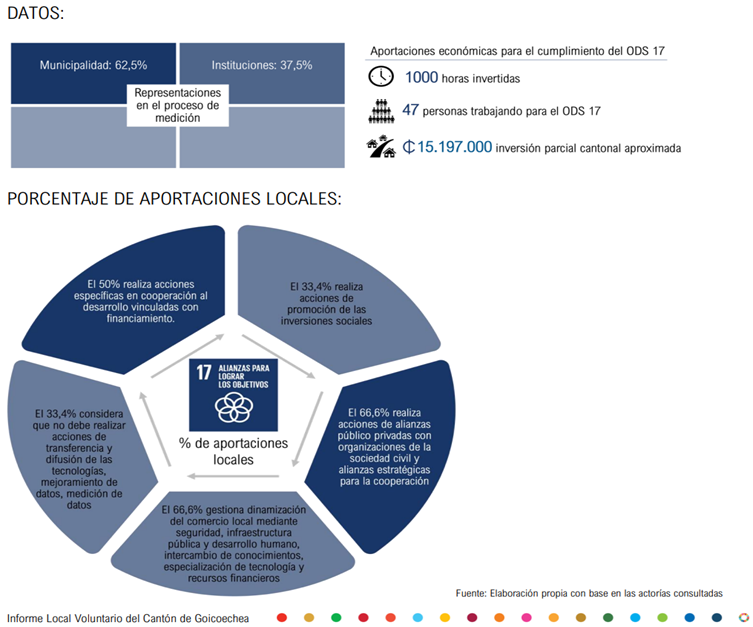 DATOS:
Municipalidad: 62,5%
Instituciones: 37,5%
Representaciones
en el proceso de
medición
Aportaciones económicas para el cumplimiento del ODS 17
1000 horas invertidas
47 personas trabajando para el ODS 17
₡15.197.000 inversión parcial cantonal aproximada
PORCENTAJE DE APORTACIONES LOCALES:
El 50% realiza acciones
específicas en cooperación al
desarrollo vinculadas con
financiamiento.
El 33,4% realiza
acciones de
promoción de las
inversiones sociales
El 66,6% realiza
acciones de alianzas
público privadas con
organizaciones de la
sociedad civil y
alianzas estratégicas
para la cooperación
El 66,6% gestiona dinamización
del comercio local mediante
seguridad, infraestructura
pública y desarrollo humano,
intercambio de conocimientos,
especialización de tecnología y
recursos financieros
El 33,4% considera
que no debe realizar
acciones de
transferencia y
difusión de las
tecnologías,
mejoramiento de
datos, medición de
datos
17 ALIANZAS PARA
LOGRAR
LOS OBJETIVOS
% de aportaciones
locales
Fuente: Elaboración propia con base en las actorías consultadas
Informe Local Voluntario del Cantón de Goicoechea